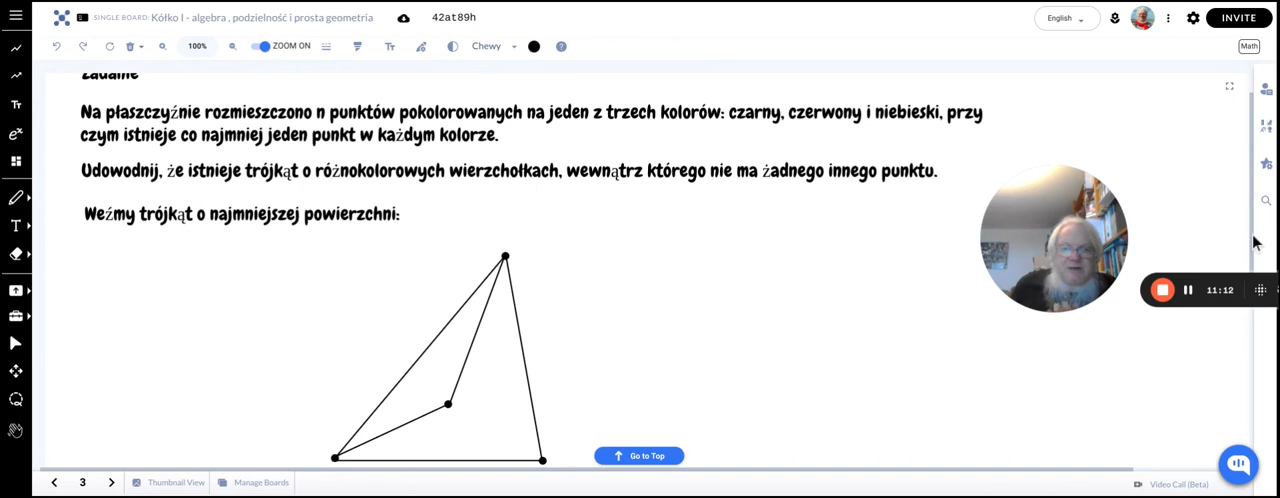 SINGLE BOARD: Kółko I - algebra , podzielność i prosta geometria
42at89h
English
INVITE
100%
ZOOM ON
Chewy
Math
Zadanie
Na płaszczyźnie rozmieszczono n punktów pokolorowanych na jeden z trzech kolorów: czarny, czerwony i niebieski, przy
czym istnieje co najmniej jeden punkt w każdym kolorze.
Udowodnij, że istnieje trójkąt o różnokolorowych wierzchołkach, wewnątrz którego nie ma żadnego innego punktu.
Weźmy trójkąt o najmniejszej powierzchni:
11:12
Go to Top
3
Thumbnail View
Manage Boards
Video Call (Beta)